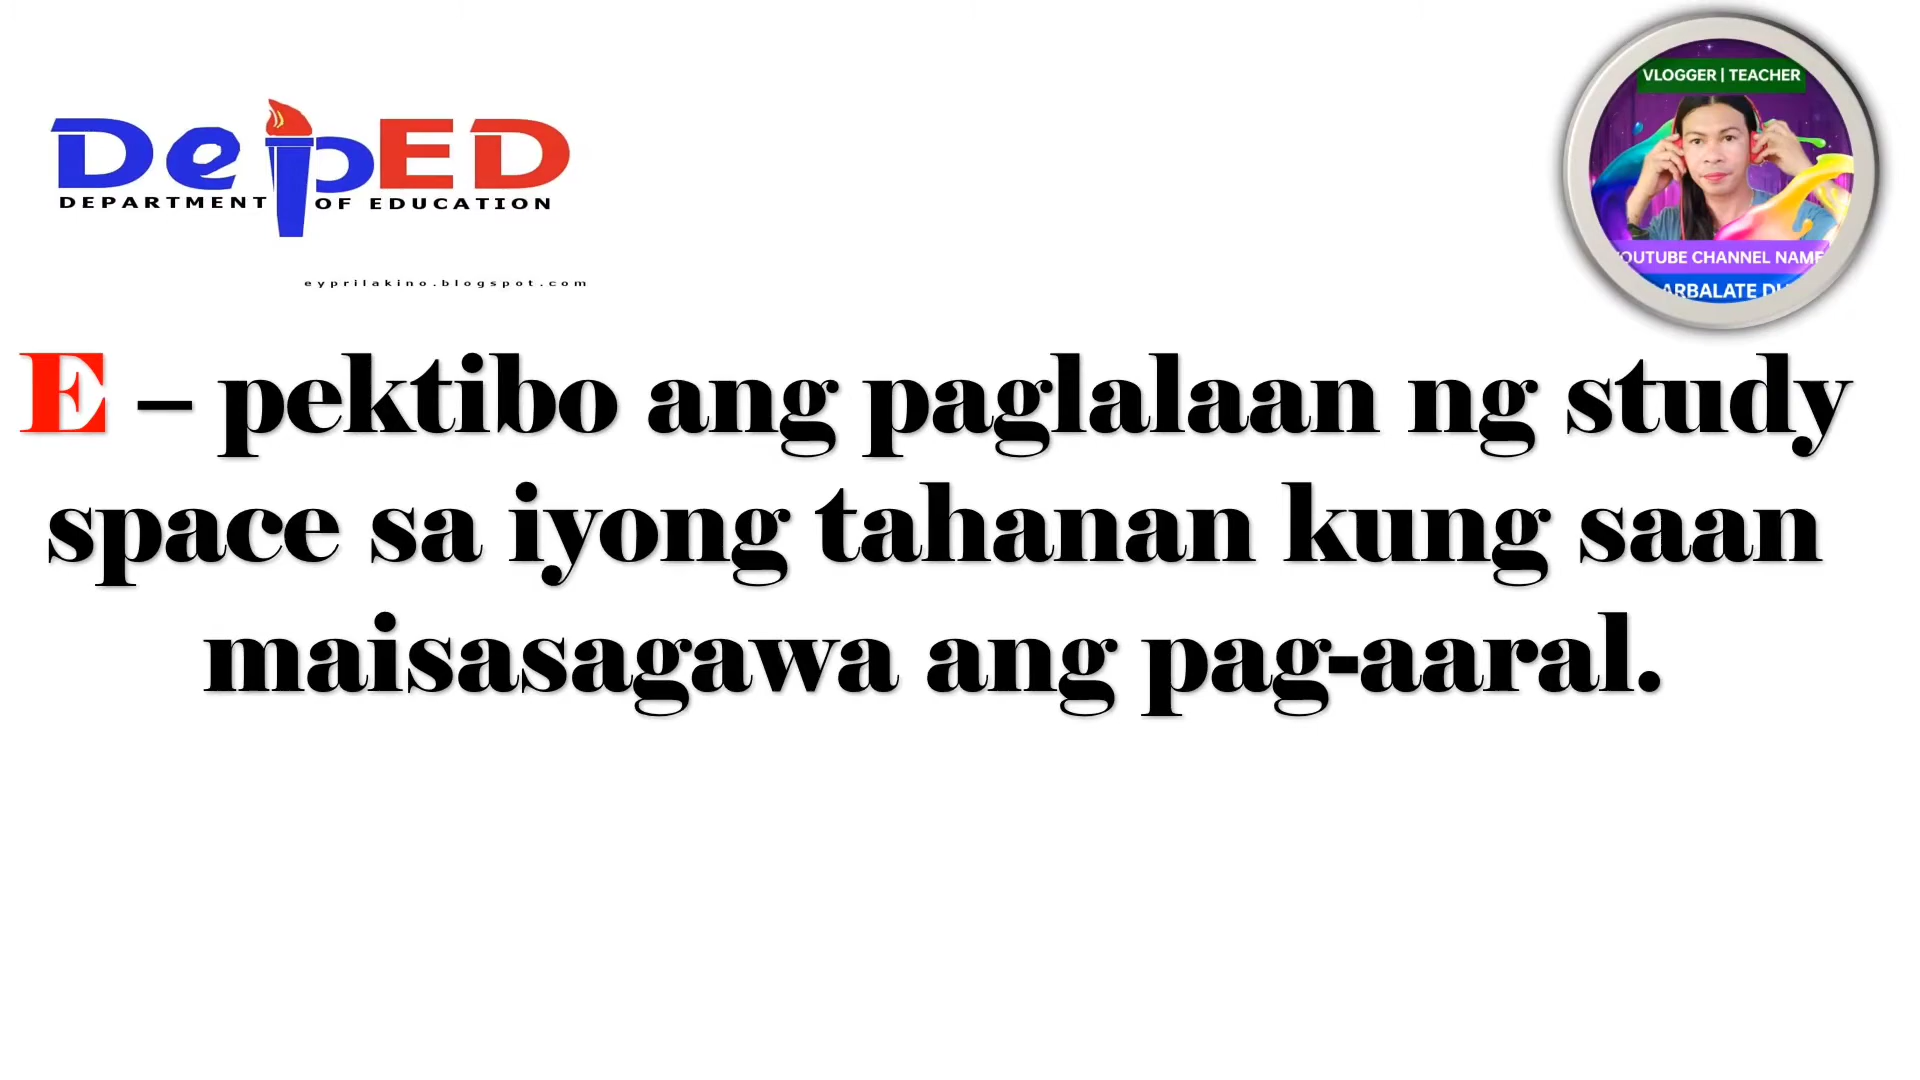 DepED
DEPARTMENT OF EDUCATION
eyprilakino.blogspot.com
VLOGGER | TEACHER
CHANNEL NAME
E – pektibo ang paglalaan ng study
space sa iyong tahanan kung saan
maisasagawa ang pag-aaral.